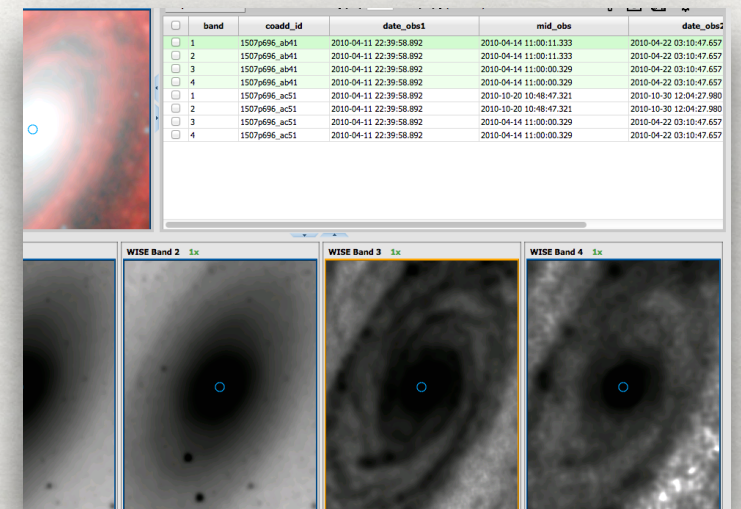 band coadd_id date_obs1 mid_obs date_obs2
1 1507p696_ab41 2010-04-11 22:39:58.892 2010-04-14 11:00:11.333 2010-04-22 03:10:47.657
2 1507p696_ab41 2010-04-11 22:39:58.892 2010-04-14 11:00:11.333 2010-04-22 03:10:47.657
3 1507p696_ab41 2010-04-11 22:39:58.892 2010-04-14 11:00:00.329 2010-04-22 03:10:47.657
4 1507p696_ab41 2010-04-11 22:39:58.892 2010-04-14 11:00:00.329 2010-04-22 03:10:47.657
1 1507p696_ac51 2010-04-11 22:39:58.892 2010-10-20 10:48:47.321 2010-10-30 12:04:27.980
2 1507p696_ac51 2010-04-11 22:39:58.892 2010-10-20 10:48:47.321 2010-10-30 12:04:27.980
3 1507p696_ac51 2010-04-11 22:39:58.892 2010-04-14 11:00:00.329 2010-04-22 03:10:47.657
4 1507p696_ac51 2010-04-11 22:39:58.892 2010-04-14 11:00:00.329 2010-04-22 03:10:47.657
WISE Band 2 1x WISE Band 3 1x WISE Band 4 1x